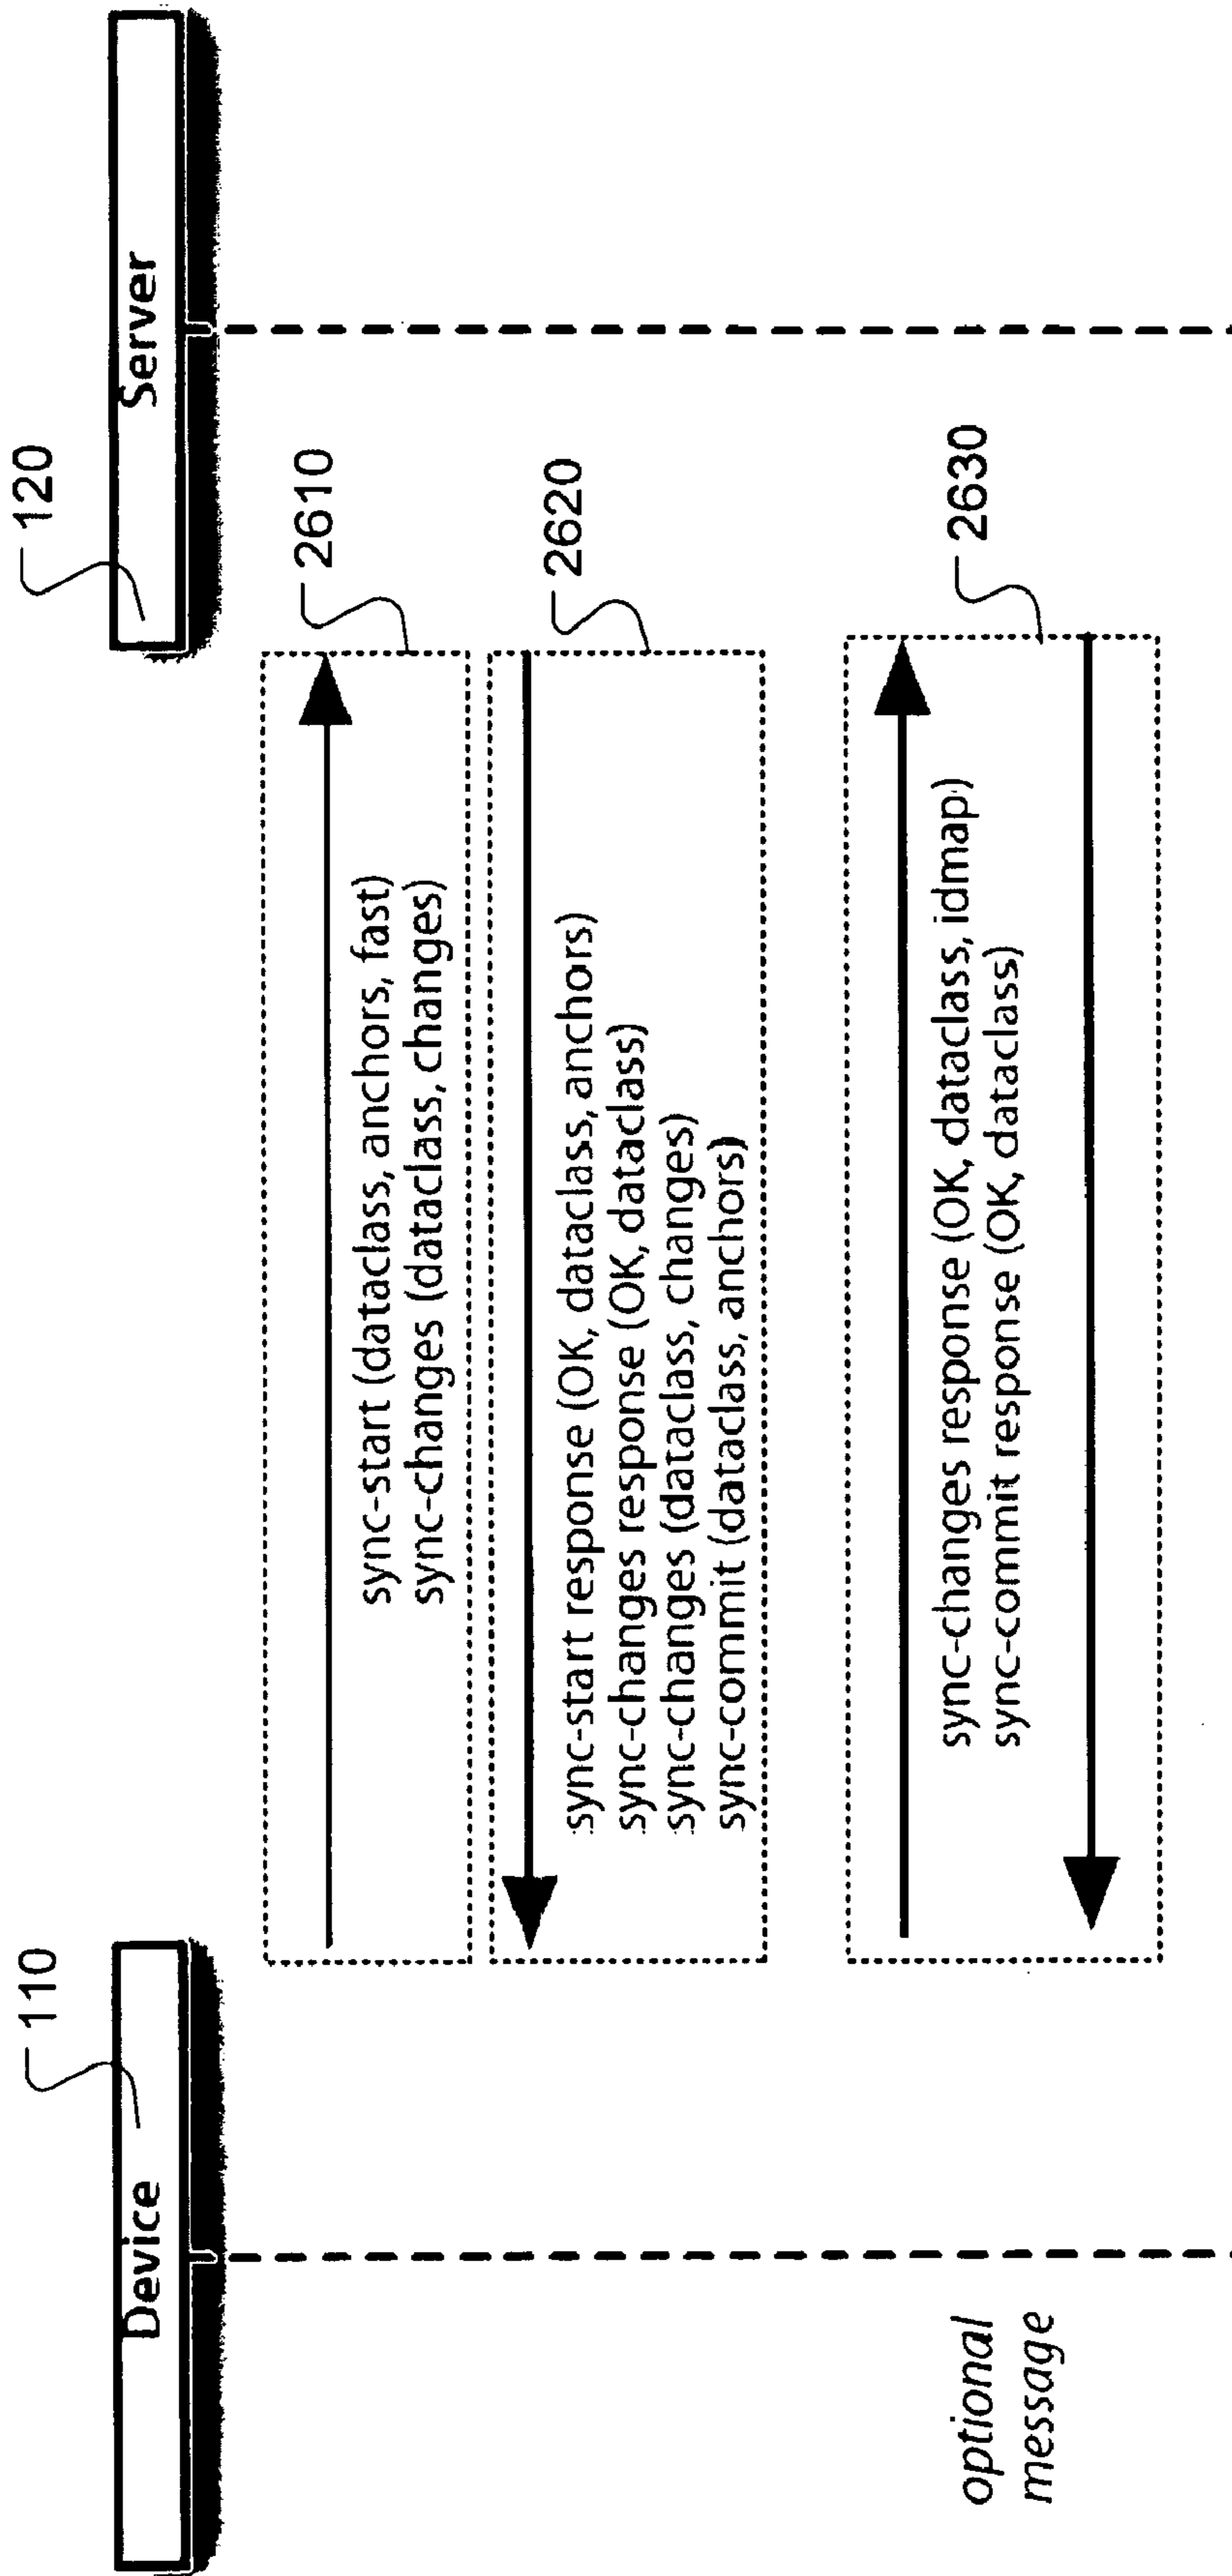 110
120
Device
Server
2610
sync-start (dataclass, anchors, fast)
sync-changes (dataclass, changes)
2620
sync-start response (OK, dataclass, anchors)
sync-changes response (OK, dataclass)
sync-changes (dataclass, changes)
sync-commit (dataclass, anchors)
2630
optional
message
sync-changes response (OK, dataclass, idmap)
sync-commit response (OK, dataclass)